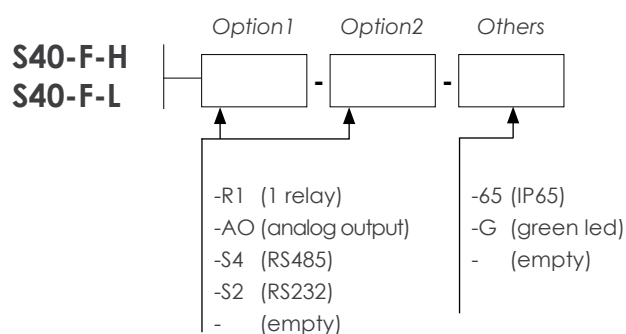 Option1 Option2 Others
S40-F-H
S40-F-L
- -
-R1 (1 relay)
-AO (analog output)
-S4 (RS485)
-S2 (RS232)
- (empty)
-65 (IP65)
-G (green led)
- (empty)